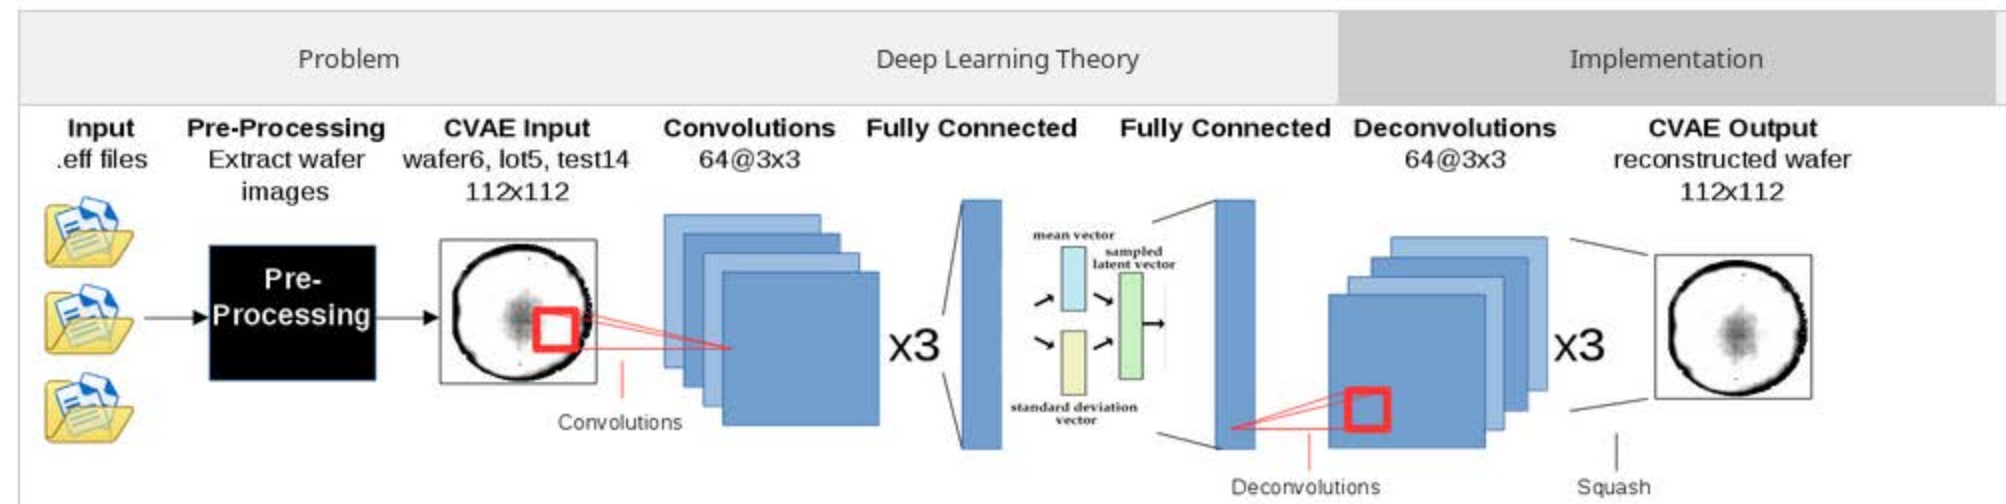 Problem
Deep Learning Theory
Implementation
Input
.eff files
Pre-Processing
Extract wafer
images
CVAE Input
wafer6, lot5, test14
112x112
Convolutions
64@3x3
Fully Connected
Fully Connected
Deconvolutions
64@3x3
CVAE Output
reconstructed wafer
112x112
Pre-
Processing
Convolutions
x3
mean vector
sampled
latent vector
standard deviation
vector
Deconvolutions
x3
Squash